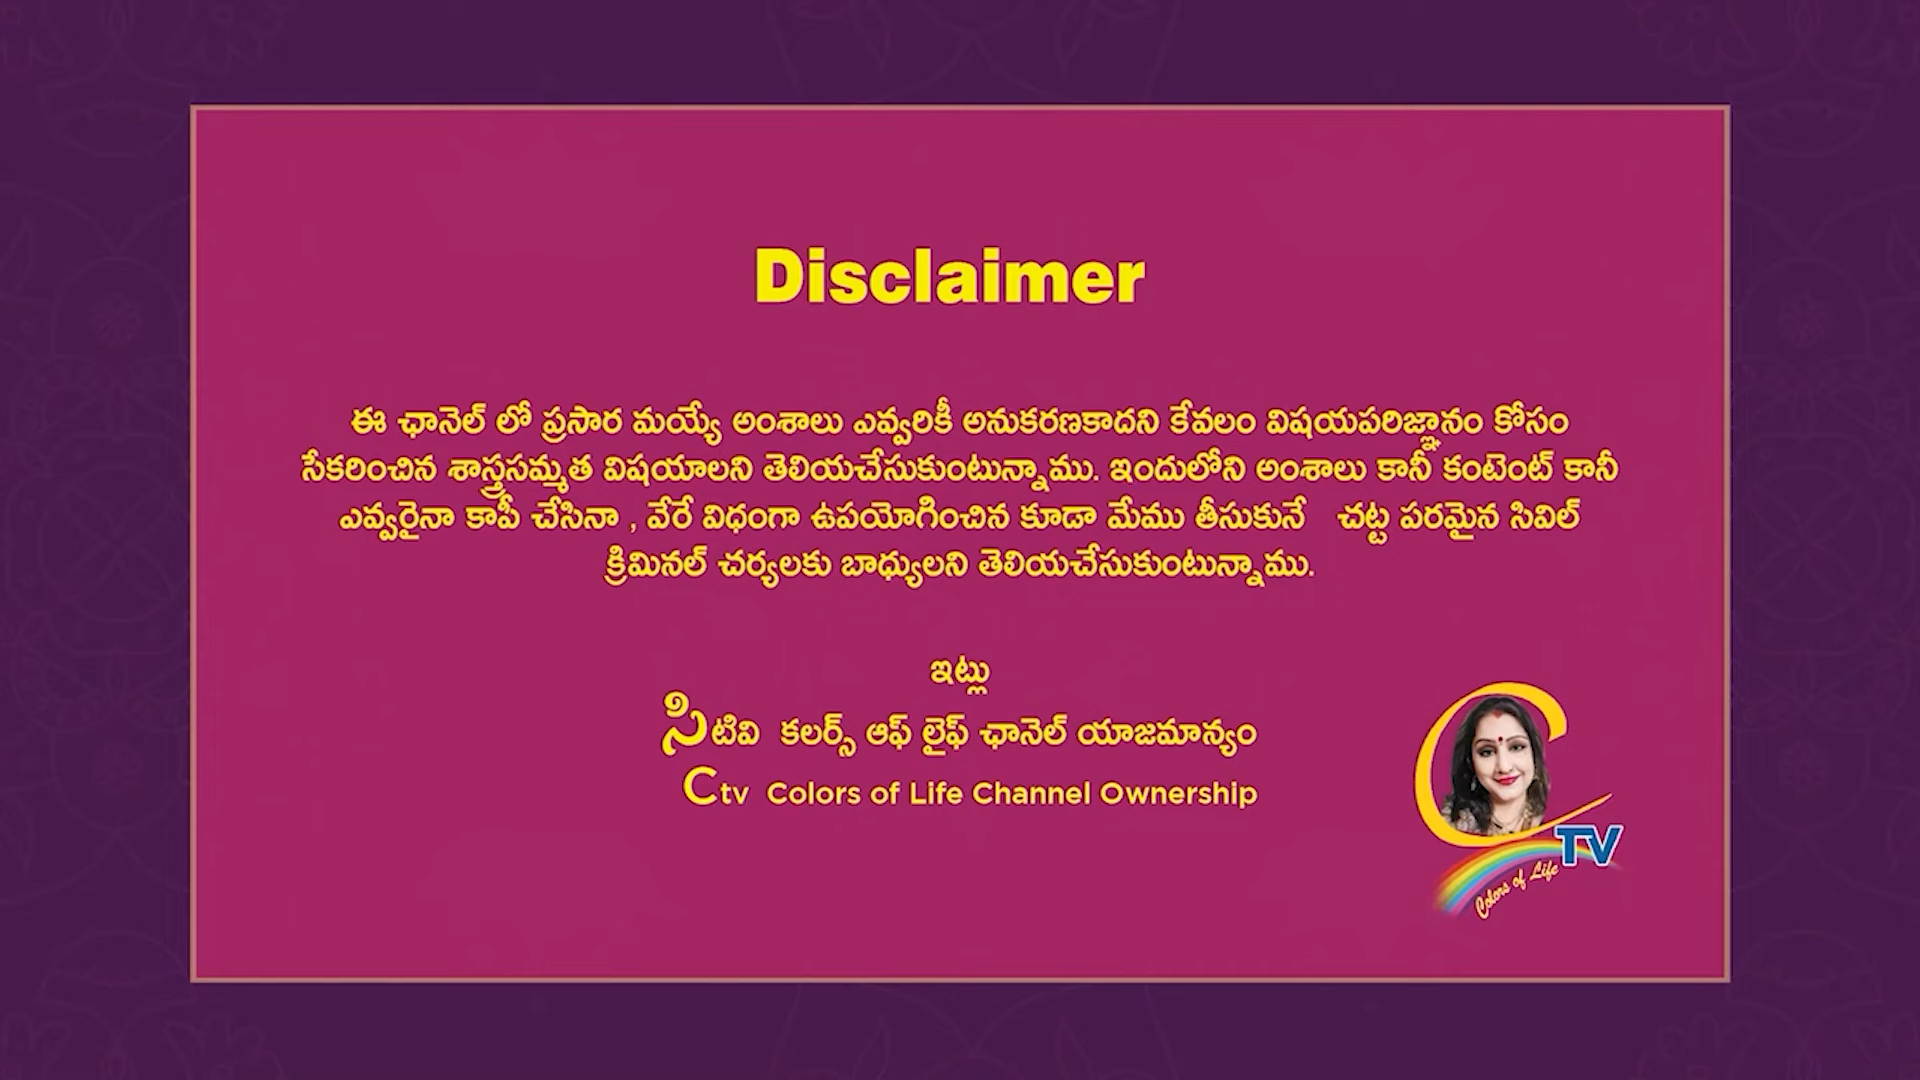 Disclaimer
ఈ ఛానెల్ లో ప్రసార మయ్యే అంశాలు ఎవ్వరికీ అనుకరణకాదని కేవలం విషయపరిజ్ఞానం కోసం
సేకరించిన శాస్త్రసమ్మత విషయాలని తెలియచేసుకుంటున్నాము. ఇందులోని అంశాలు కానీ కంటెంట్ కానీ
ఎవ్వరైనా కాపీ చేసినా , వేరే విధంగా ఉపయోగించిన కూడా మేము తీసుకునే చట్ట పరమైన సివిల్
క్రిమినల్ చర్యలకు బాధ్యులని తెలియచేసుకుంటున్నాము.
ఇట్లు
సిటివి కలర్స్ ఆఫ్ లైఫ్ ఛానెల్ యాజమాన్యం
Ctv Colors of Life Channel Ownership
C TV
Colors of Life